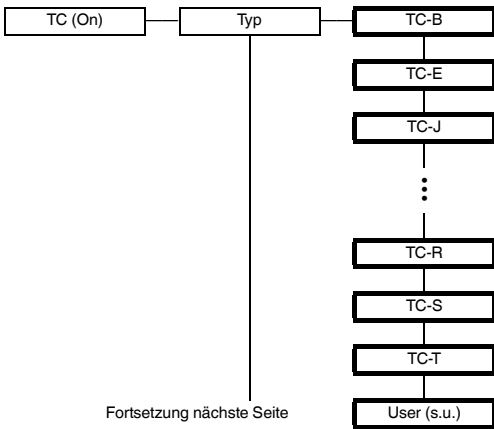 TC (On) Typ TC-B
TC-E
TC-J
TC-R
TC-S
TC-T
Fortsetzung nächste Seite User (s.u.)